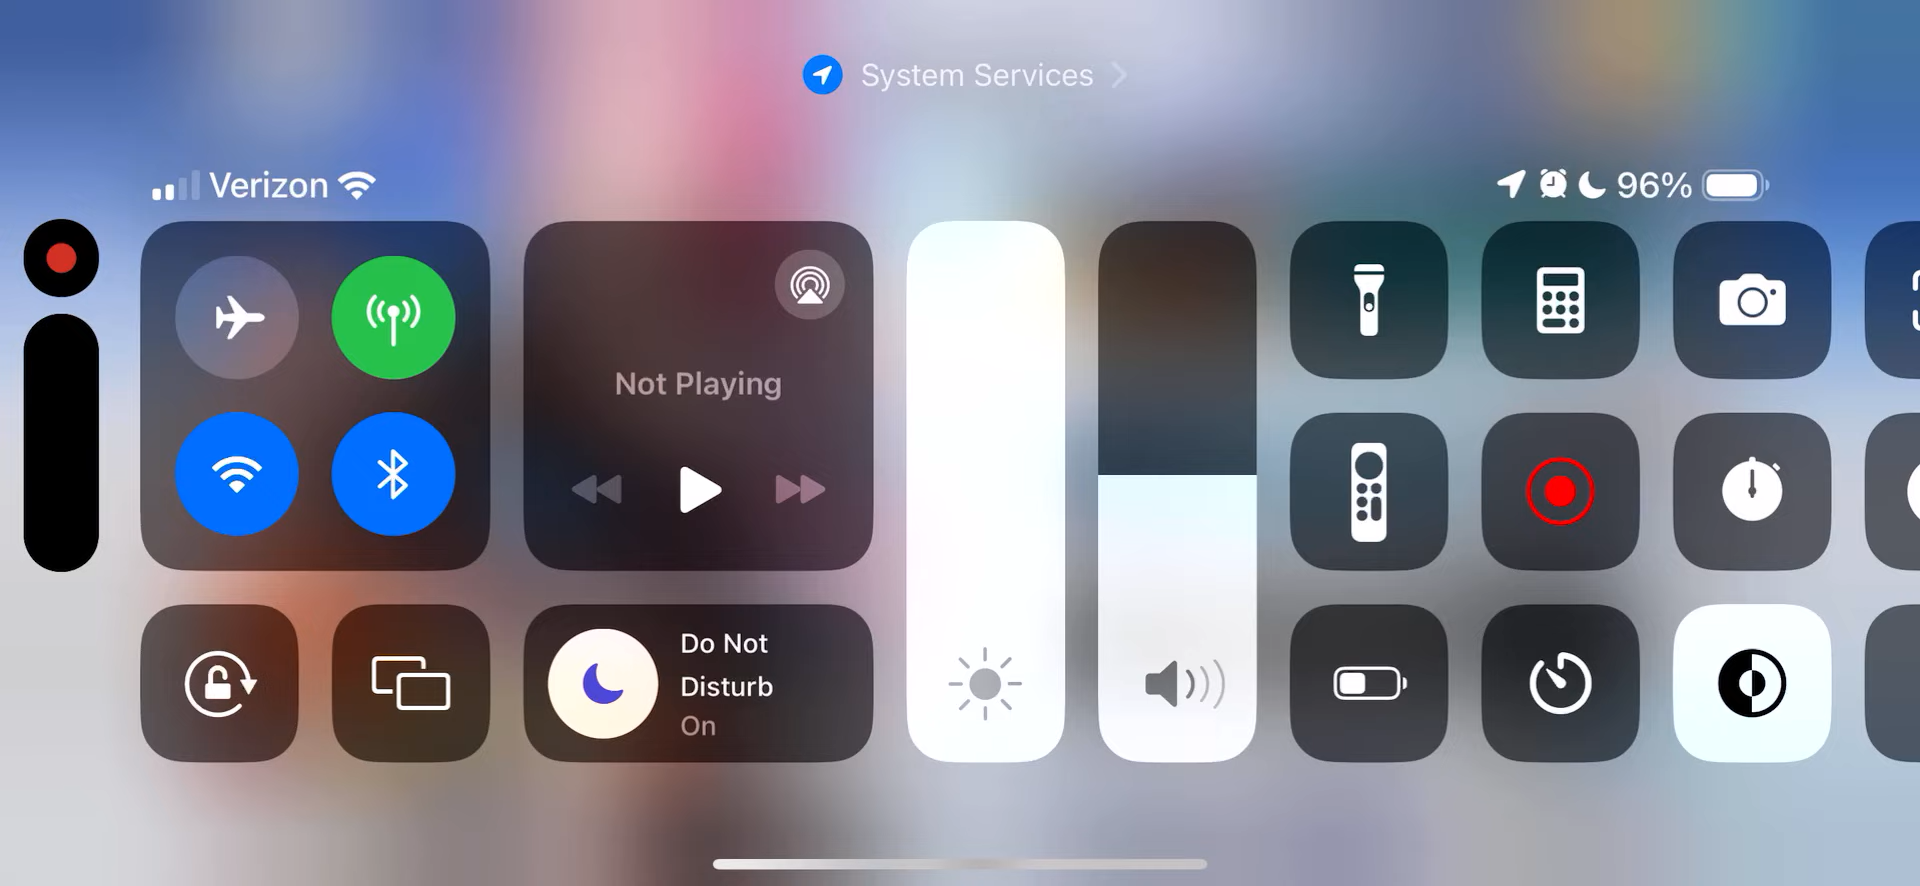 System Services
Verizon
96%
Not Playing
Do Not
Disturb
On